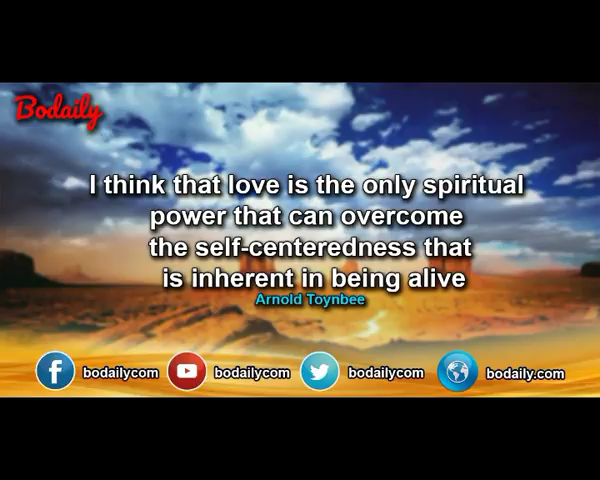 Bodaily
I think that love is the only spiritual
power that can overcome
the self-centeredness that
is inherent in being alive
Arnold Toynbee
bodailycom bodailycom bodailycom bodaily.com